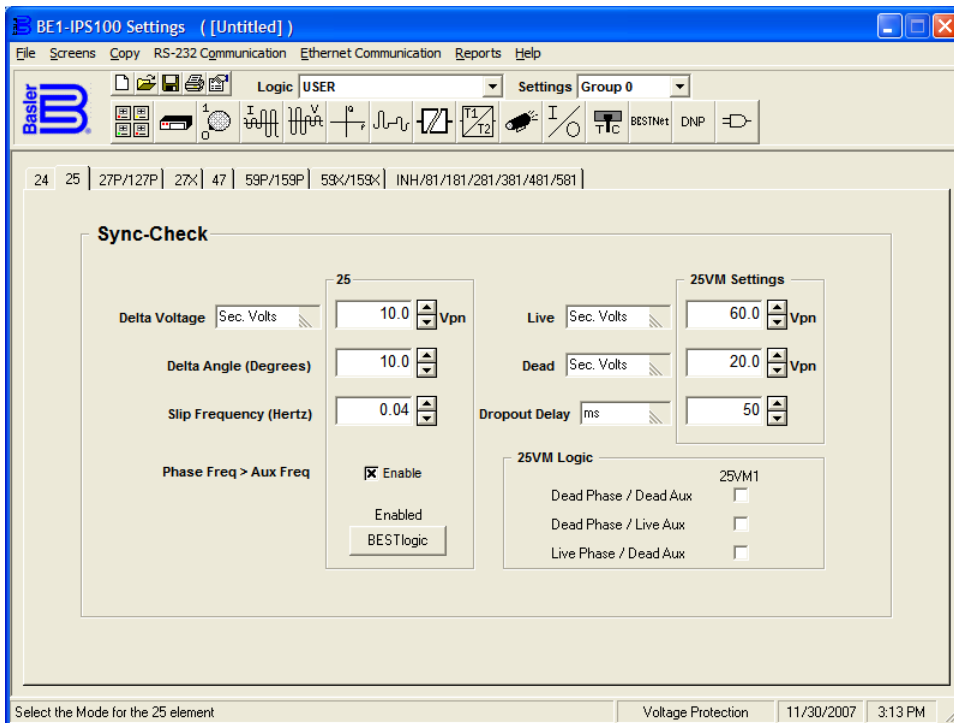 BE1-IPS100 Settings ( [Untitled] )
File Screens Copy RS-232 Communication Ethernet Communication Reports Help
Basler
Logic USER Settings Group 0
BESTNet DNP
24 25 27P/127P 27X 47 59P/159P 59X/159X INH/81/181/281/381/481/581
Sync-Check
25 25VM Settings
Delta Voltage Sec. Volts 10.0 Vpn Live Sec. Volts 60.0 Vpn
Delta Angle (Degrees) 10.0 Dead Sec. Volts 20.0 Vpn
Slip Frequency (Hertz) 0.04 Dropout Delay ms 50
Phase Freq > Aux Freq Enable
Enabled
BESTlogic
25VM Logic
25VM1
Dead Phase / Dead Aux
Dead Phase / Live Aux
Live Phase / Dead Aux
Select the Mode for the 25 element Voltage Protection 11/30/2007 3:13 PM